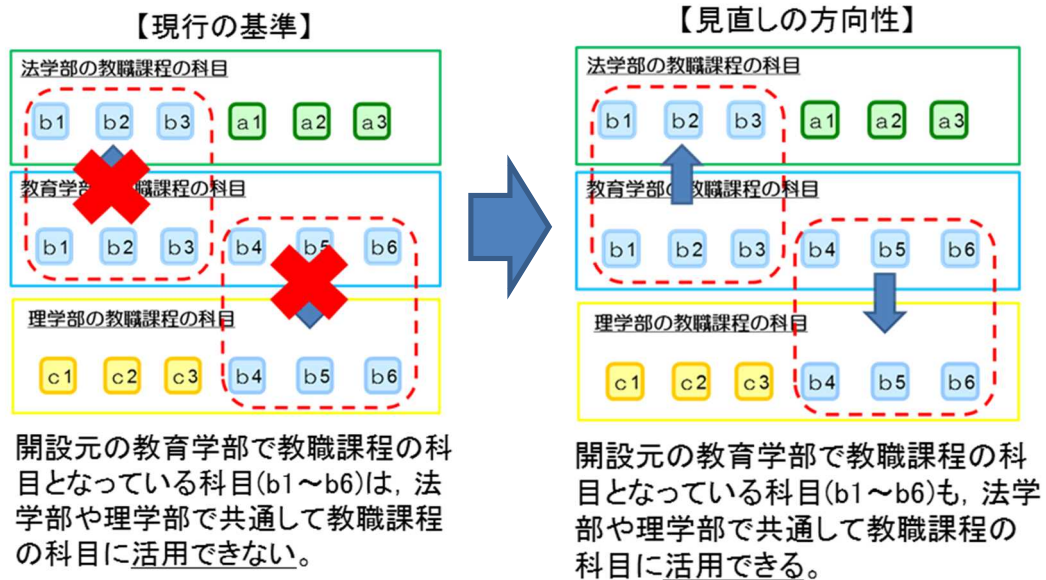 【現行の基準】
法学部の教職課程の科目
b1 b2 b3 a1 a2 a3
教育学 職課程の科目
b1 b2 b3 b4 b5 b6
理学部の教職課程の科目
c1 c2 c3 b4 b5 b6
開設元の教育学部で教職課程の科
目となっている科目(b1～b6)は, 法
学部や理学部で共通して教職課程
の科目に活用できない。
【見直しの方向性】
法学部の教職課程の科目
b1 b2 b3 a1 a2 a3
教育学部の教職課程の科目
b1 b2 b3 b4 b5 b6
理学部の教職課程の科目
c1 c2 c3 b4 b5 b6
開設元の教育学部で教職課程の科
目となっている科目(b1～b6)も, 法学
部や理学部で共通して教職課程の
科目に活用できる。